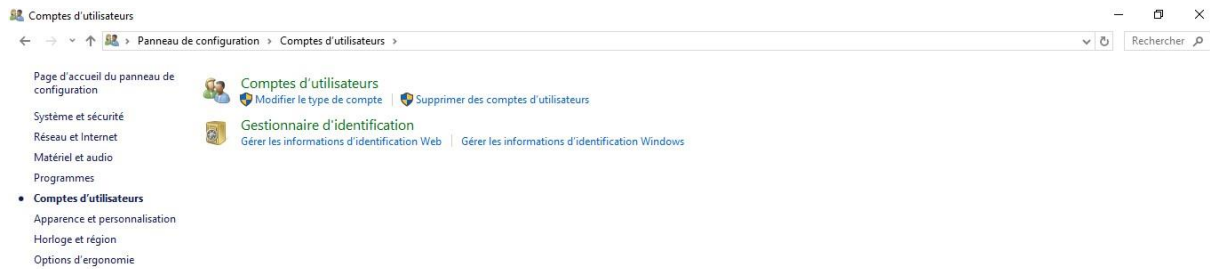 Comptes d'utilisateurs
Panneau de configuration > Comptes d'utilisateurs >
Rechercher
Page d'accueil du panneau de
configuration
Système et sécurité
Réseau et Internet
Matériel et audio
Programmes
Comptes d'utilisateurs
Apparence et personnalisation
Horloge et région
Options d'ergonomie
Comptes d'utilisateurs
Modifier le type de compte | Supprimer des comptes d'utilisateurs
Gestionnaire d'identification
Gérer les informations d'identification Web | Gérer les informations d'identification Windows